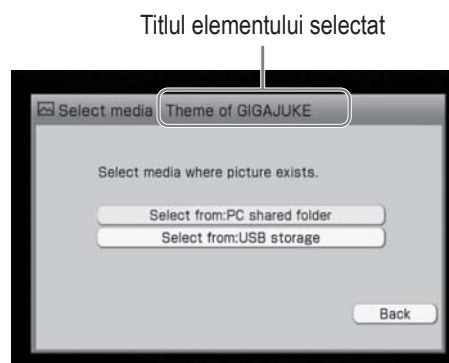 Titlul elementului selectat
Select media Theme of GIGAJUKE
Select media where picture exists.
Select from:PC shared folder
Select from:USB storage
Back